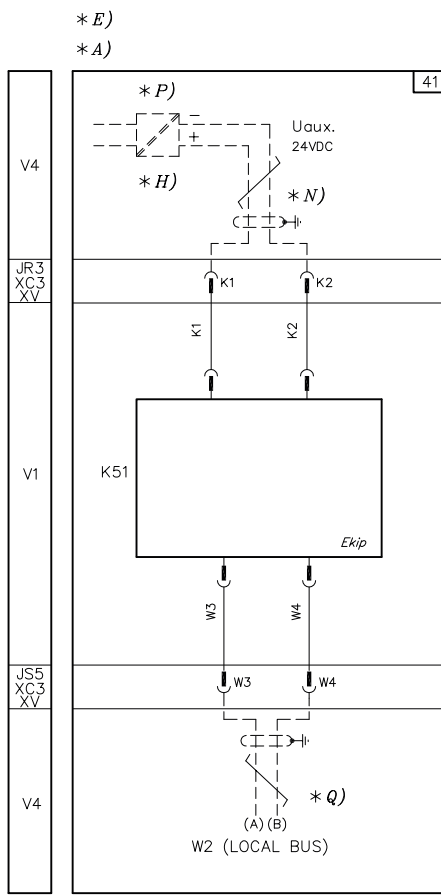 * E)
* A)
41
* P)
-
+
Uaux.
24VDC
V4
* H)
* N)
JR3
XC3
XV
K1
K2
K1
K2
V1
K51
Ekip
W3
W4
JS5
XC3
XV
W3
W4
V4
* Q)
(A) (B)
W2 (LOCAL BUS)